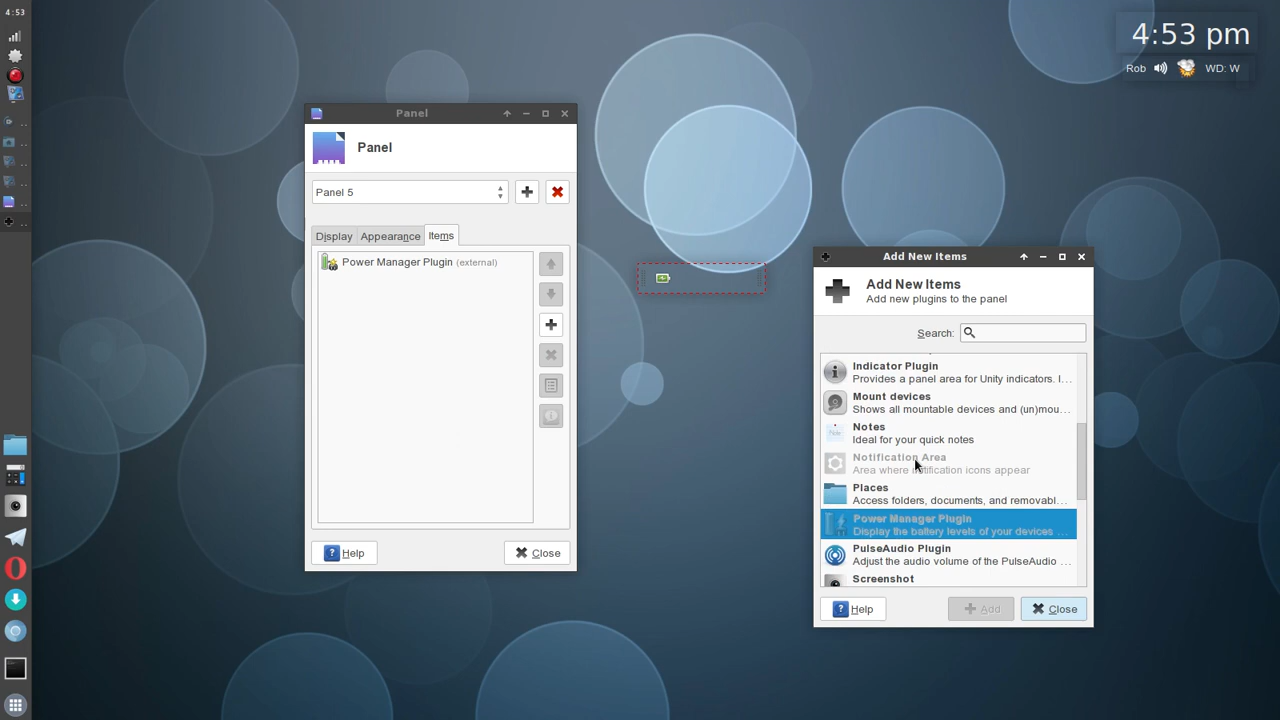 4:53
4:53 pm
Rob
WD: W
Panel
Panel
Panel 5
Display
Appearance
Items
Power Manager Plugin (external)
Help
Close
Add New Items
Add New Items
Add new plugins to the panel
Search:
Indicator Plugin
Provides a panel area for Unity indicators. I...
Mount devices
Shows all mountable devices and (un)mou...
Notes
Ideal for your quick notes
Notification Area
Area where notification icons appear
Places
Access folders, documents, and removabl...
Power Manager Plugin
Display the battery levels of your devices ...
PulseAudio Plugin
Adjust the audio volume of the PulseAudio ...
Screenshot
Help
Add
Close